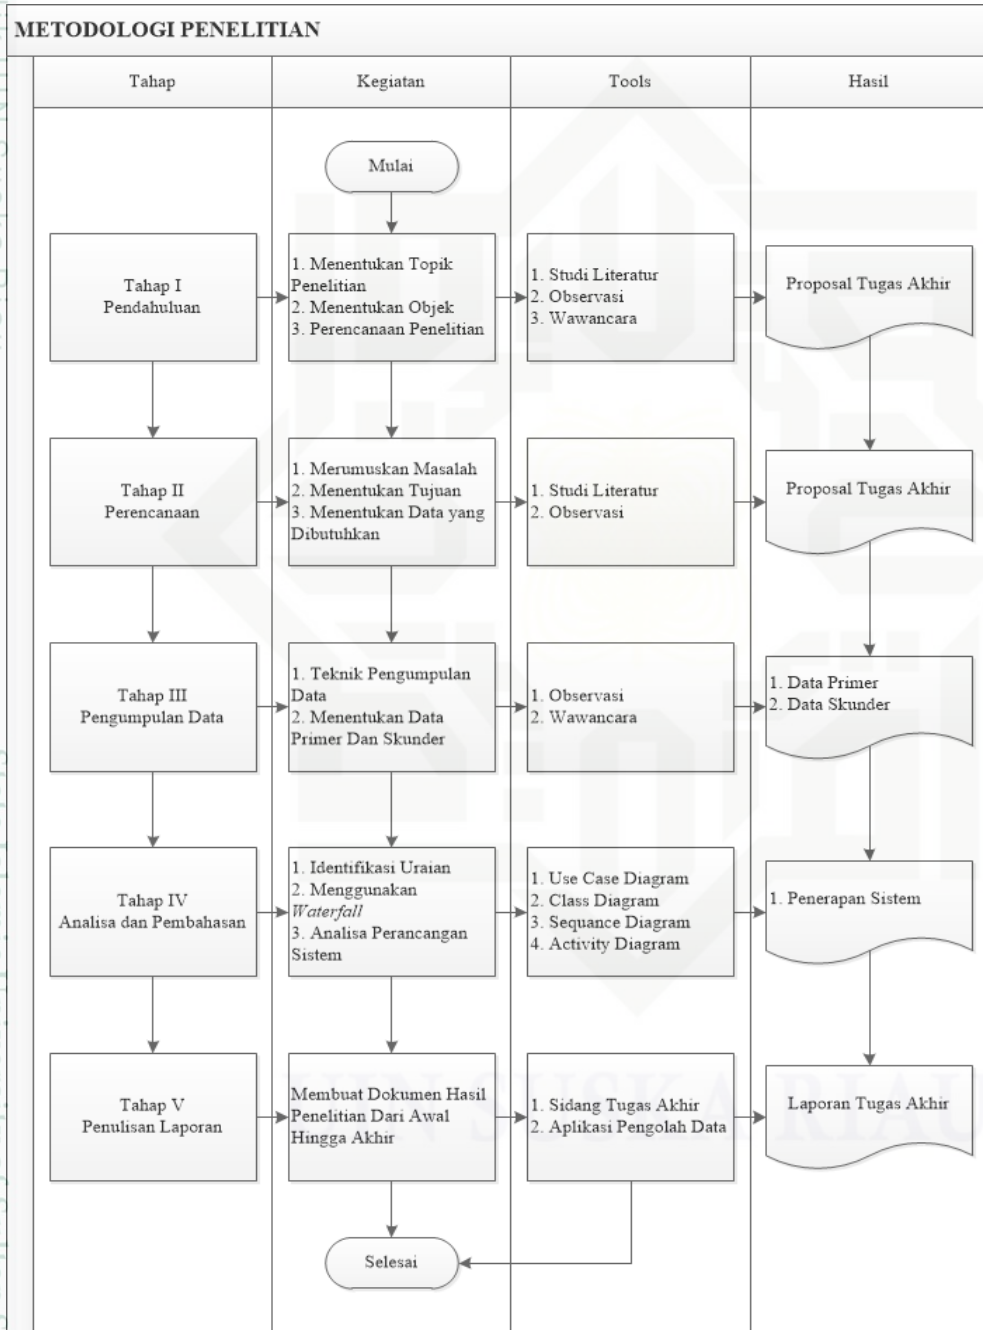 METODOLOGI PENELITIAN
Tahap
Kegiatan
Tools
Hasil
Mulai
Tahap I
Pendahuluan
1. Menentukan Topik
Penelitian
2. Menentukan Objek
3. Perencanaan Penelitian
1. Studi Literatur
2. Observasi
3. Wawancara
Proposal Tugas Akhir
Tahap II
Perencanaan
1. Merumuskan Masalah
2. Menentukan Tujuan
3. Menentukan Data yang
Dibutuhkan
1. Studi Literatur
2. Observasi
Proposal Tugas Akhir
Tahap III
Pengumpulan Data
1. Teknik Pengumpulan
Data
2. Menentukan Data
Primer Dan Skunder
1. Observasi
2. Wawancara
1. Data Primer
2. Data Skunder
Tahap IV
Analisa dan Pembahasan
1. Identifikasi Uraian
2. Menggunakan
Waterfall
3. Analisa Perancangan
Sistem
1. Use Case Diagram
2. Class Diagram
3. Sequance Diagram
4. Activity Diagram
1. Penerapan Sistem
Tahap V
Penulisan Laporan
Membuat Dokumen Hasil
Penelitian Dari Awal
Hingga Akhir
1. Sidang Tugas Akhir
2. Aplikasi Pengolah Data
Laporan Tugas Akhir
Selesai
UIN SUSKA RIAU